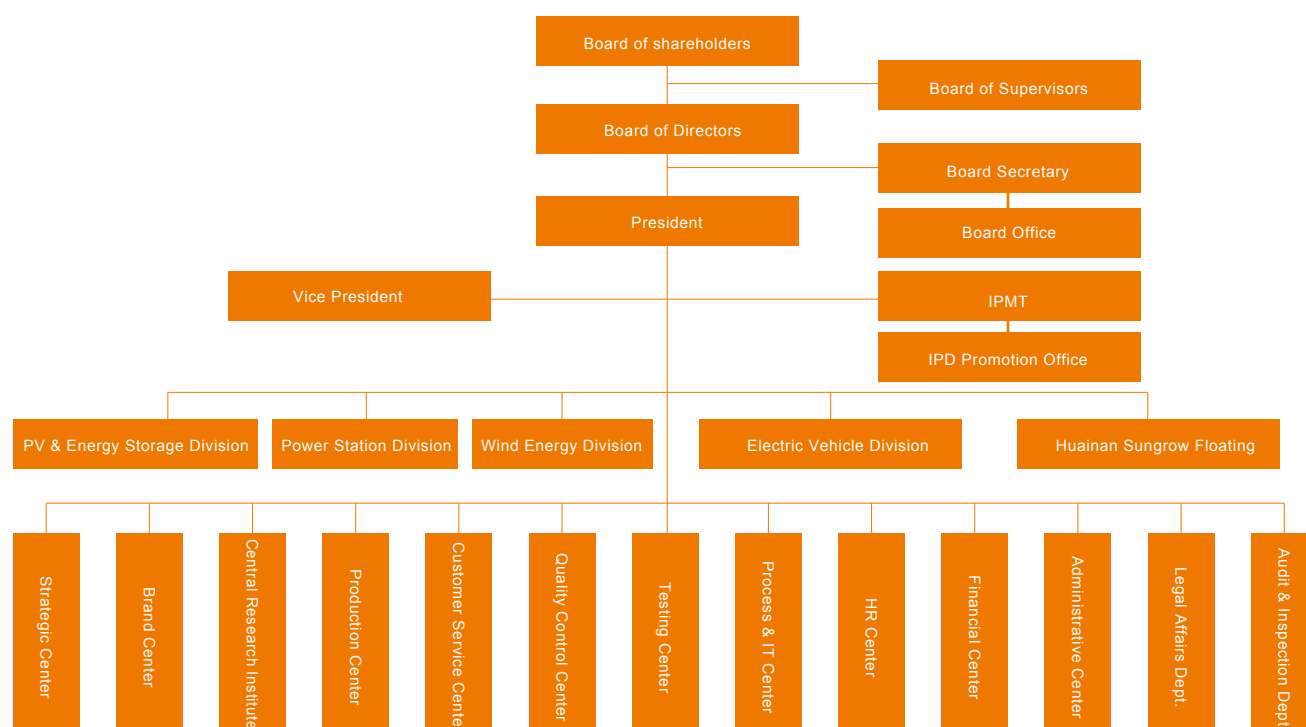 Board of shareholders
Board of Supervisors
Board of Directors
Board Secretary
President
Board Office
Vice President
IPMT
IPD Promotion Office
PV & Energy Storage Division
Power Station Division
Wind Energy Division
Electric Vehicle Division
Huainan Sungrow Floating
Strategic Center
Brand Center
Central Research Institute
Production Center
Customer Service Center
Quality Control Center
Testing Center
Process & IT Center
HR Center
Financial Center
Administrative Center
Legal Affairs Dept.
Audit & Inspection Dept